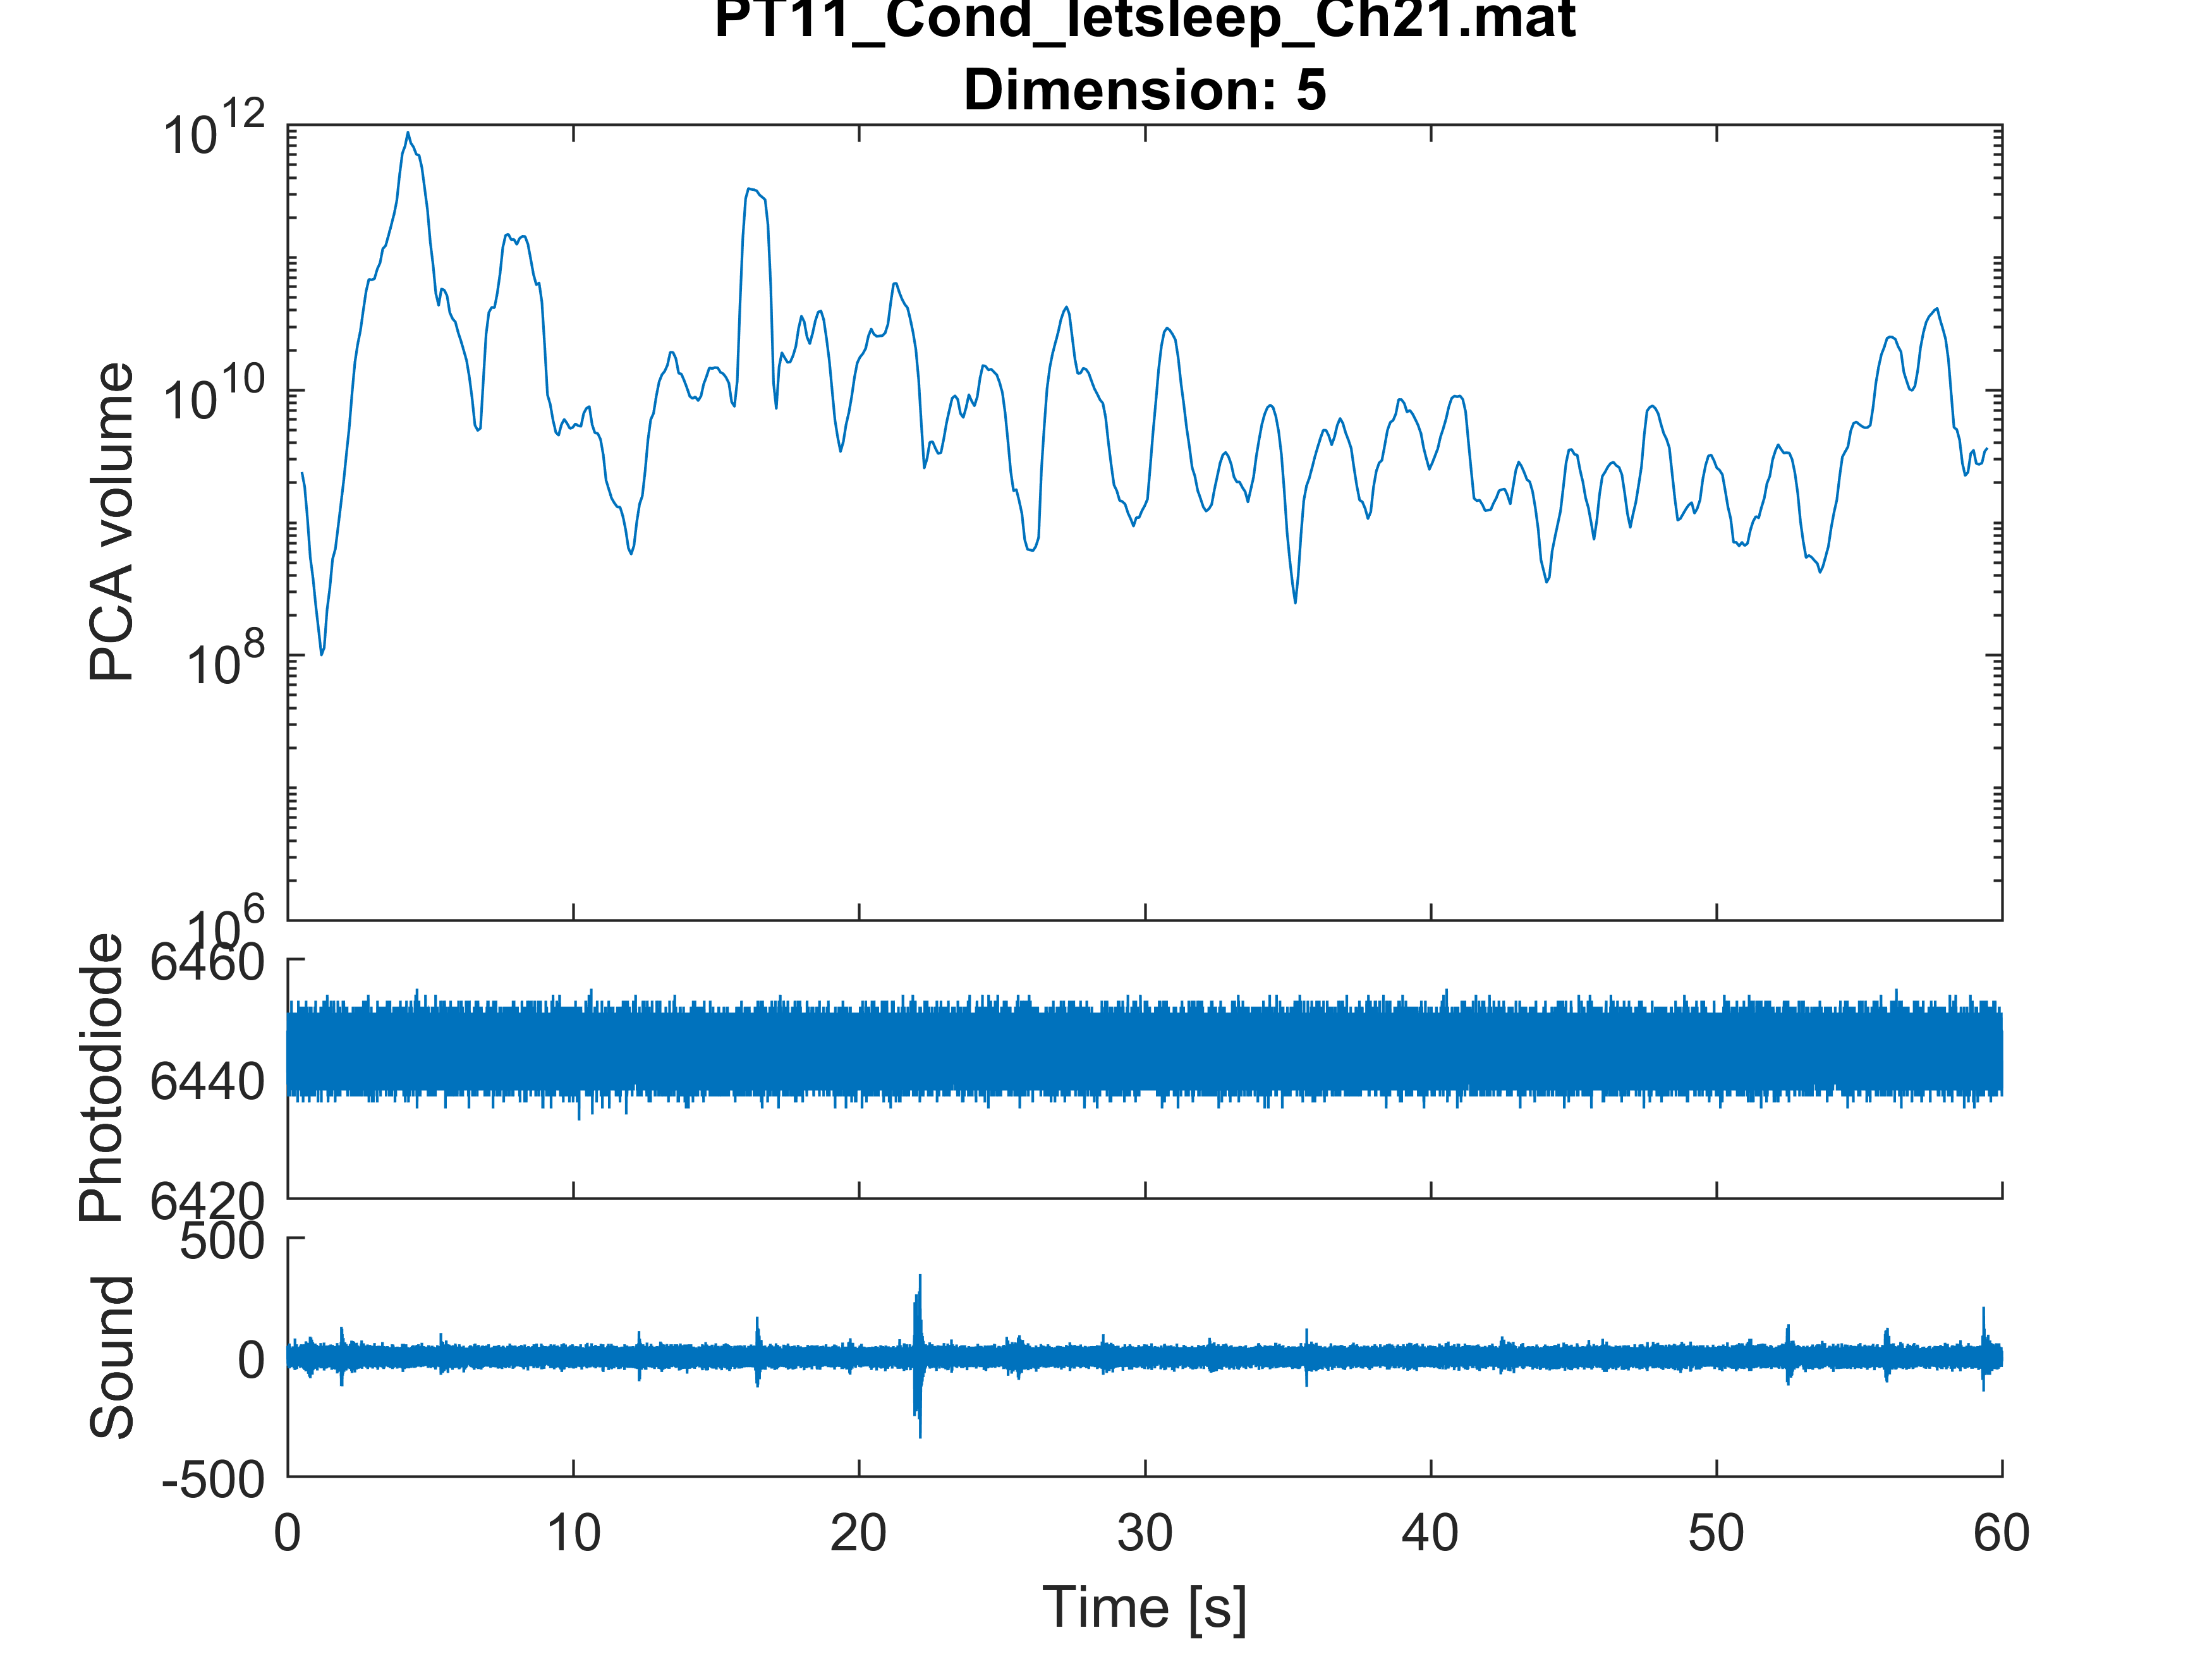 PT11_Cond_letsleep_Ch21.mat
Dimension: 5
PCA volume
10^12
10^10
10^8
10^6
Photodiode
6460
6440
6420
Sound
500
0
-500
0 10 20 30 40 50 60
Time [s]